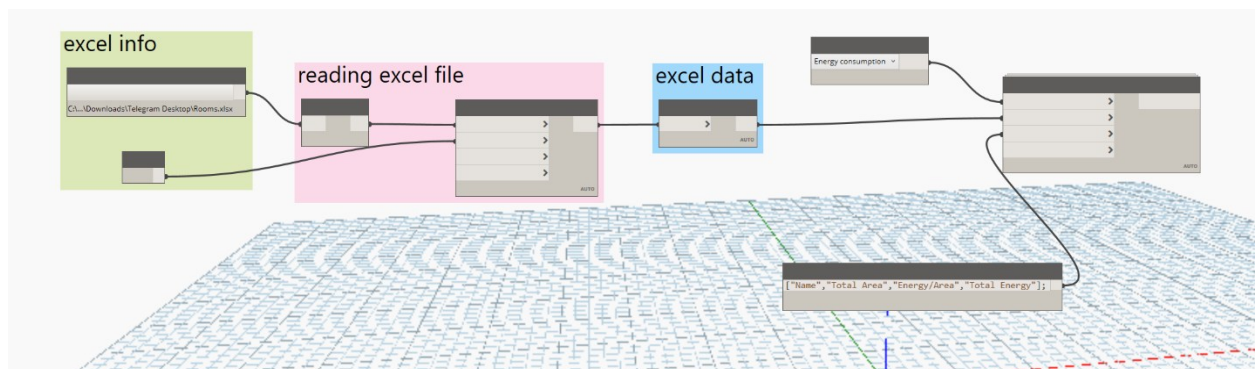 excel info
C:\...\Downloads\Telegram Desktop\Rooms.xlsx
reading excel file
AUTO
excel data
AUTO
Energy consumption
AUTO
["Name","Total Area","Energy/Area","Total Energy"];